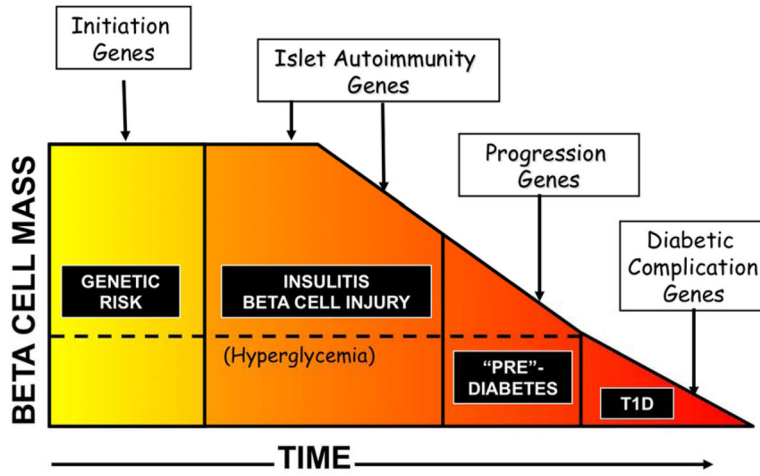 Initiation
Genes
Islet Autoimmunity
Genes
Progression
Genes
Diabetic
Complication
Genes
BETA CELL MASS
GENETIC
RISK
INSULITIS
BETA CELL INJURY
(Hyperglycemia)
“PRE”-
DIABETES
T1D
TIME